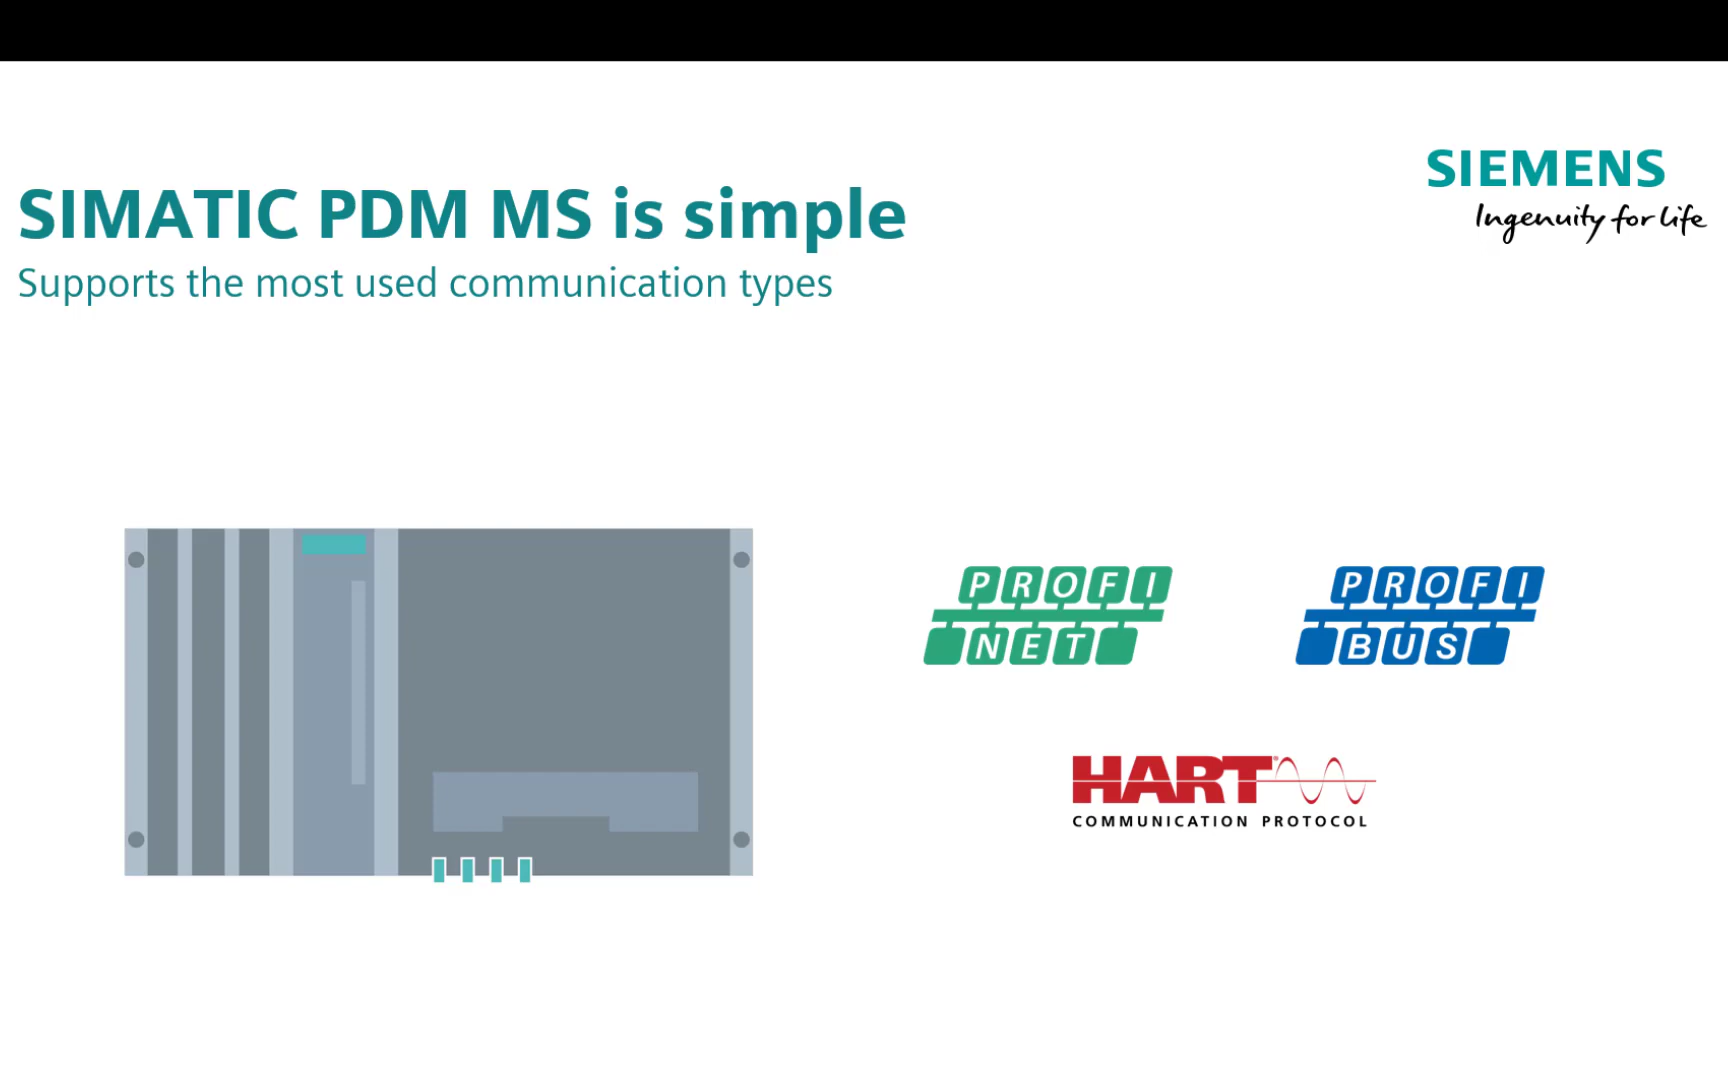 SIMATIC PDM MS is simple
Supports the most used communication types
SIEMENS
Ingenuity for life
PROFI
NET
PROFI
BUS
HART®
COMMUNICATION PROTOCOL